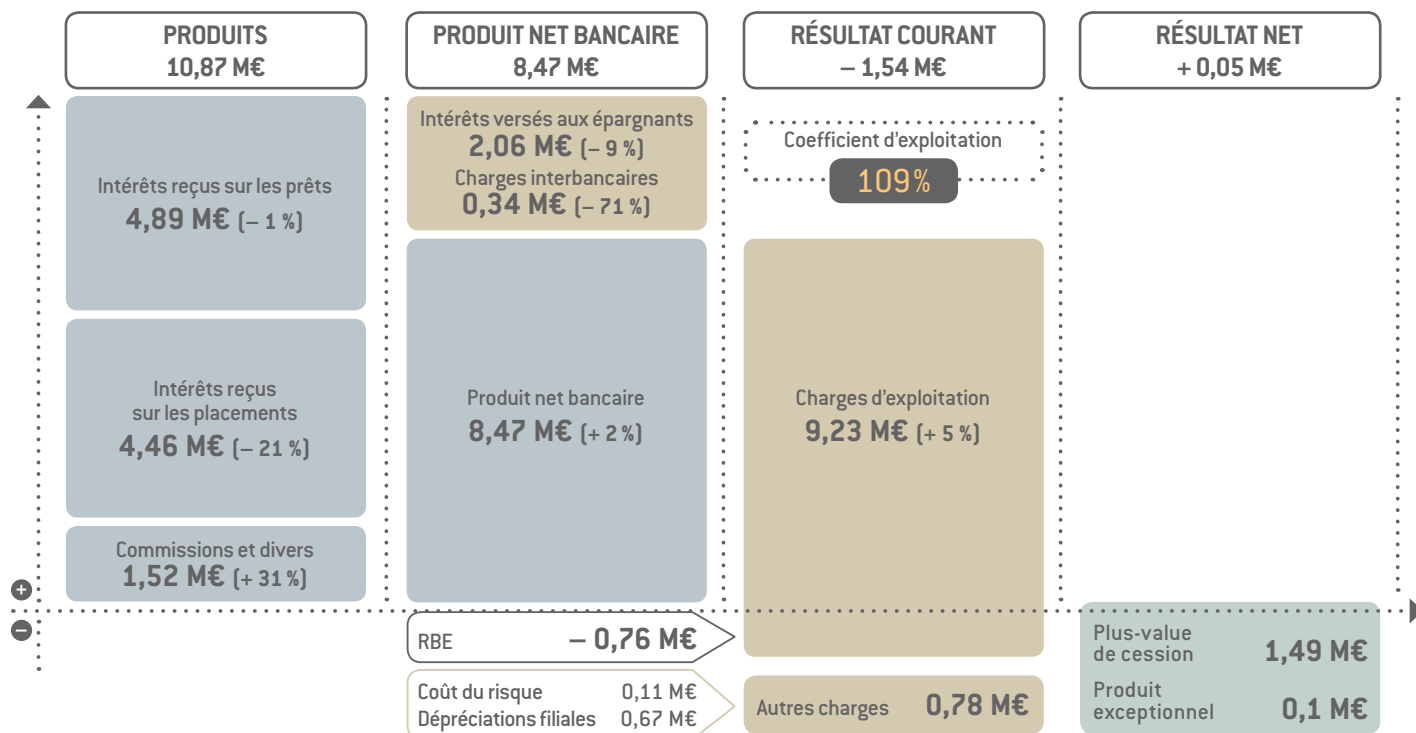 PRODUITS
10,87 M€
Intérêts reçus sur les prêts
4,89 M€ (– 1 %)
Intérêts reçus
sur les placements
4,46 M€ (– 21 %)
Commissions et divers
1,52 M€ (+ 31 %)
+
–
PRODUIT NET BANCAIRE
8,47 M€
Intérêts versés aux épargnants
2,06 M€ (– 9 %)
Charges interbancaires
0,34 M€ (– 71 %)
Produit net bancaire
8,47 M€ (+ 2 %)
RBE – 0,76 M€
Coût du risque 0,11 M€
Dépréciations filiales 0,67 M€
RÉSULTAT COURANT
– 1,54 M€
Coefficient d’exploitation
109%
Charges d’exploitation
9,23 M€ (+ 5 %)
Autres charges 0,78 M€
RÉSULTAT NET
+ 0,05 M€
Plus-value
de cession 1,49 M€
Produit
exceptionnel 0,1 M€